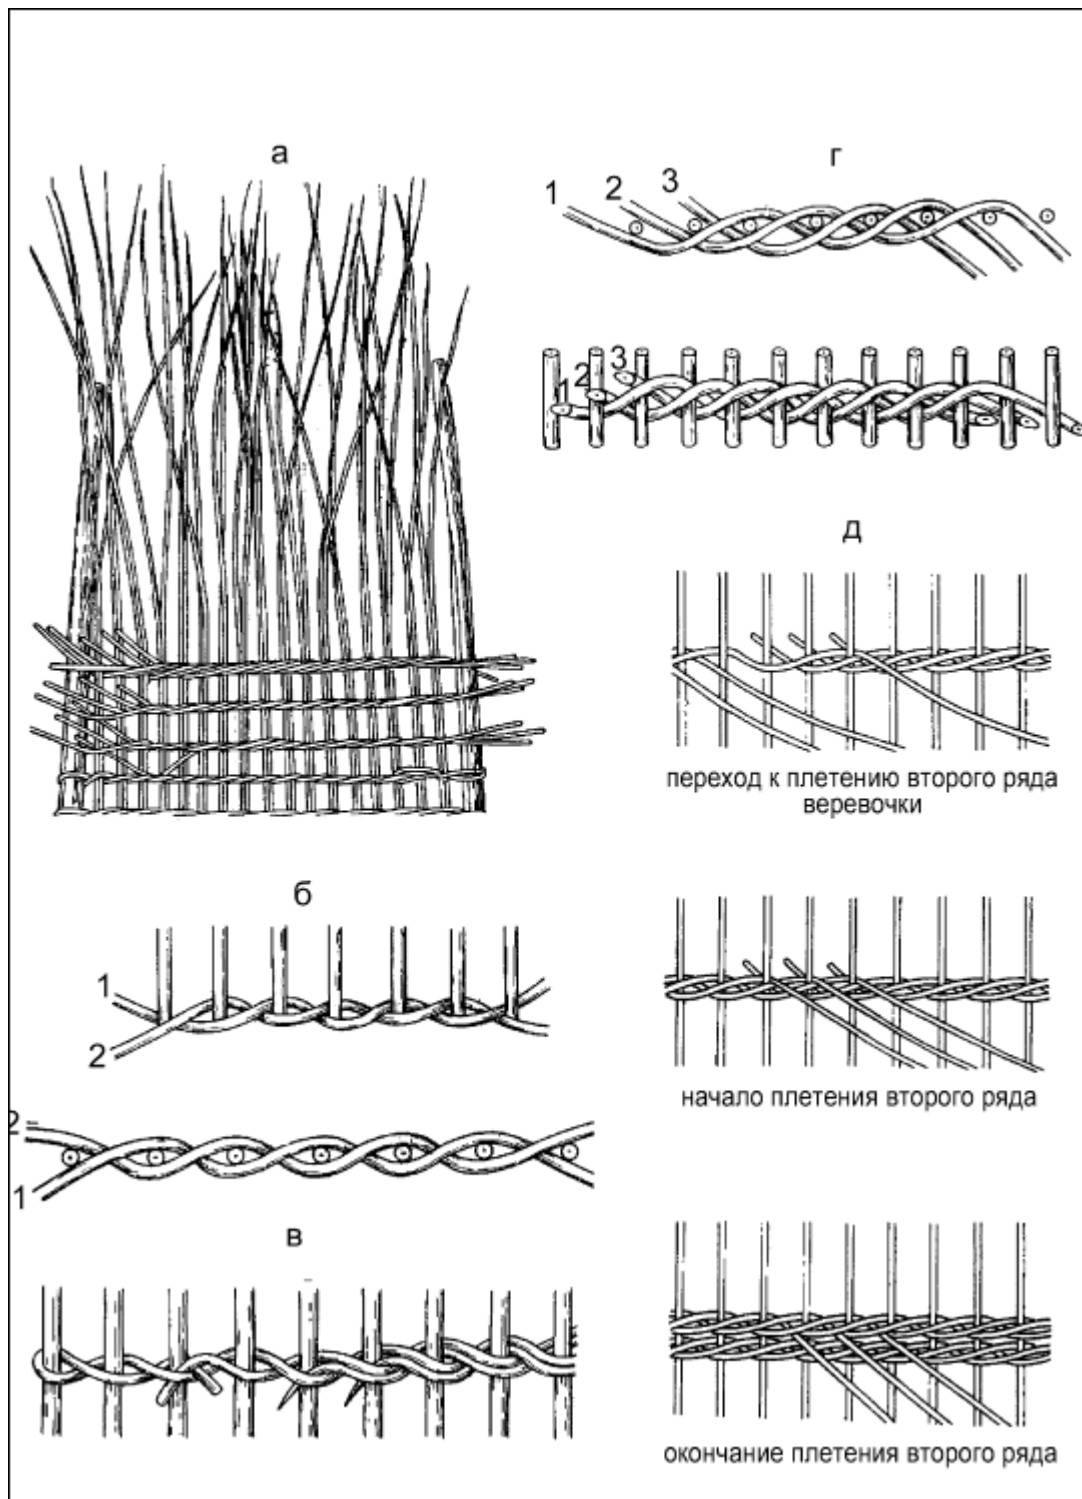 а
г
1 2 3
1 2 3
д
переход к плетению второго ряда
веревочки
б
1
2
начало плетения второго ряда
2
1
в
окончание плетения второго ряда